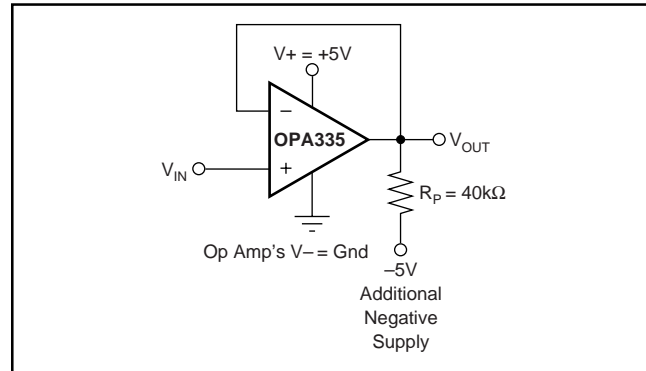 V+ = +5V
−
OPA335
+
V_IN
V_OUT
R_P = 40kΩ
Op Amp's V− = Gnd
−5V
Additional
Negative
Supply